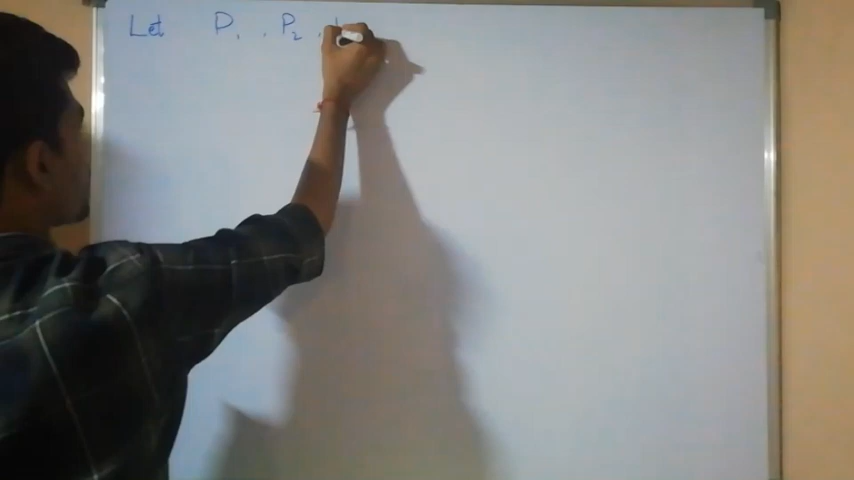 Let P₁, P₂,